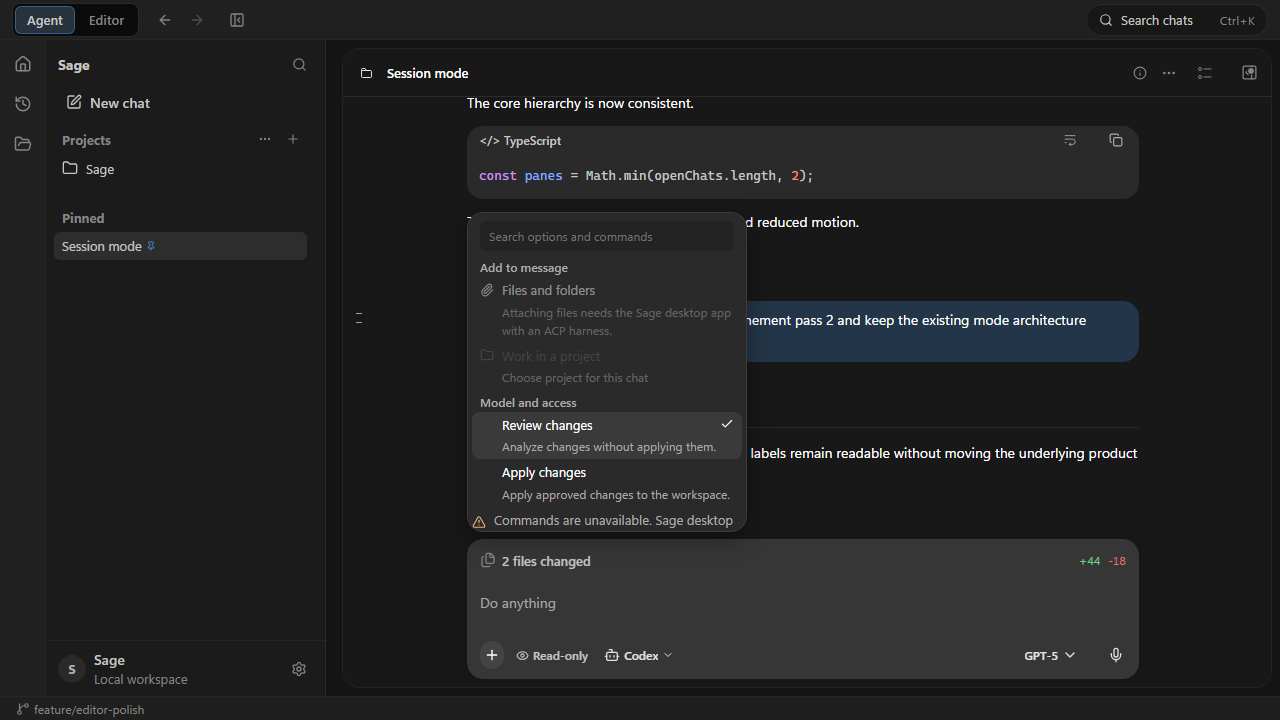 Agent
Editor
Search chats
Ctrl+K
Sage
New chat
Projects
Sage
Pinned
Session mode
Sage
Local workspace
feature/editor-polish
S
Session mode
The core hierarchy is now consistent.
</> TypeScript
const panes = Math.min(openChats.length, 2);
d reduced motion.
Search options and commands
Add to message
Files and folders
Attaching files needs the Sage desktop app
with an ACP harness.
Work in a project
Choose project for this chat
Model and access
Review changes
Analyze changes without applying them.
Apply changes
Apply approved changes to the workspace.
Commands are unavailable. Sage desktop
pass 2 and keep the existing mode architecture
labels remain readable without moving the underlying product
2 files changed
+44 -18
Do anything
Read-only
Codex
GPT-5